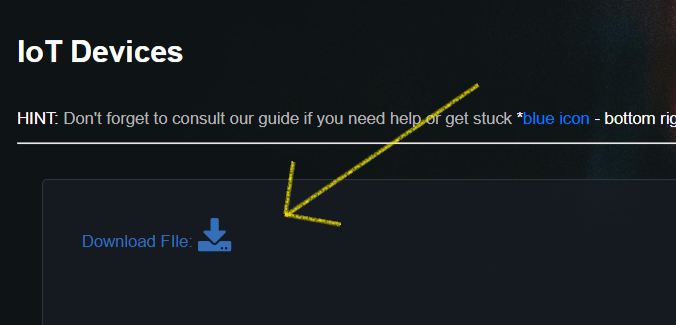 IoT Devices
HINT: Don't forget to consult our guide if you need help or get stuck *blue icon - bottom rig
Download FIle: